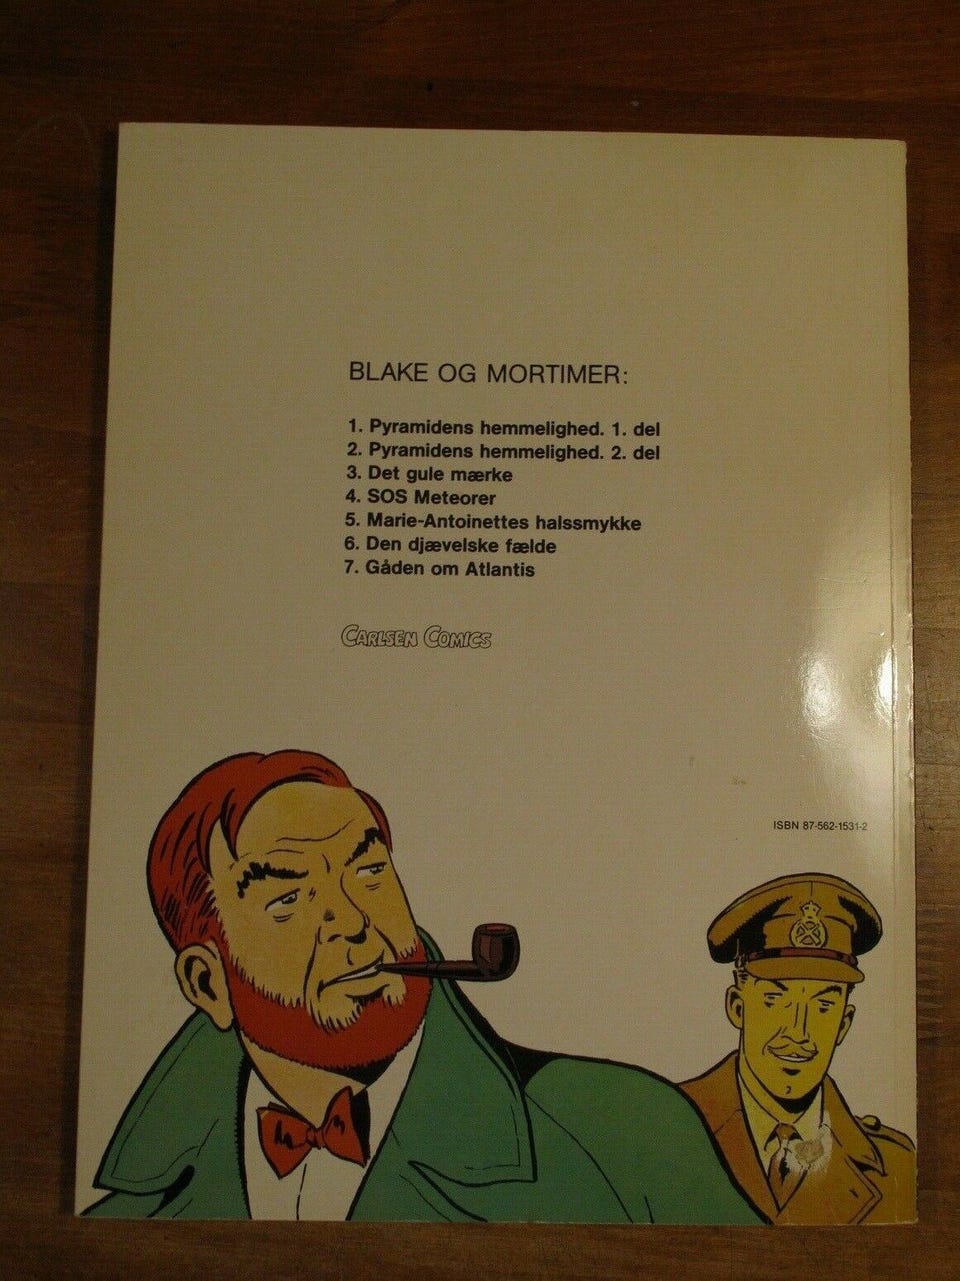 BLAKE OG MORTIMER:
1. Pyramidens hemmelighed. 1. del
2. Pyramidens hemmelighed. 2. del
3. Det gule mærke
4. SOS Meteorer
5. Marie-Antoinettes halssmykke
6. Den djævelske fælde
7. Gåden om Atlantis
CARLSEN COMICS
ISBN 87-562-1531-2